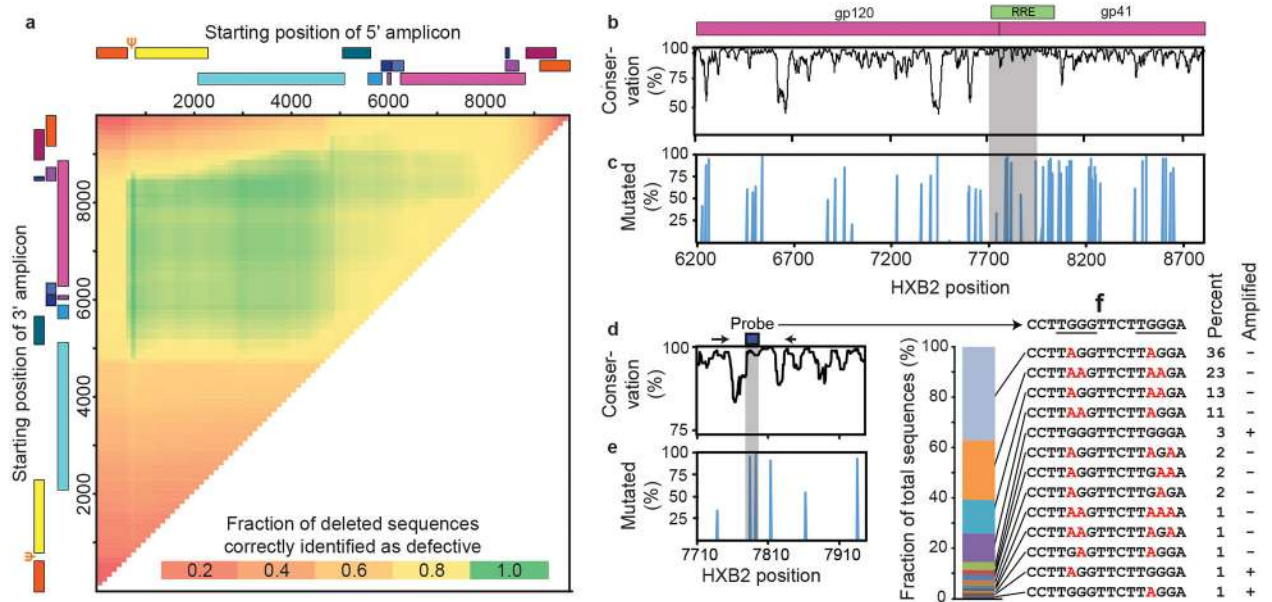 a
Starting position of 5' amplicon
ψ
2000 4000 6000 8000
Starting position of 3' amplicon
8000
6000
4000
2000
ψ
Fraction of deleted sequences
correctly identified as defective
0.2 0.4 0.6 0.8 1.0
b
gp120 RRE gp41
Conser-
vation
(%)
100
75
50
c
Mutated
(%)
100
75
50
25
6200 6700 7200 7700 8200 8700
HXB2 position
d
Probe
Conser-
vation
(%)
100
75
e
Mutated
(%)
100
75
50
25
7710 7810 7910
HXB2 position
f
Percent
Amplified
CCTTGGGTTCTTGGGA
Fraction of total sequences (%)
100
80
60
40
20
0
CCTTAGGTTCTTAGGA 36 -
CCTTAAGTTCTTAAGA 23 -
CCTTAGGTTCTTAAGA 13 -
CCTTAAGTTCTTAGGA 11 -
CCTTGGGTTCTTGGGA 3 +
CCTTAGGTTCTTAGAA 2 -
CCTTAGGTTCTTGAAA 2 -
CCTTAGGTTCTTGAGA 2 -
CCTTAAGTTCTTAAAA 1 -
CCTTAAGTTCTTAGAA 1 -
CCTTGAGTTCTTAGGA 1 -
CCTTAGGTTCTTGGGA 1 +
CCTTGGGTTCTTAGGA 1 +